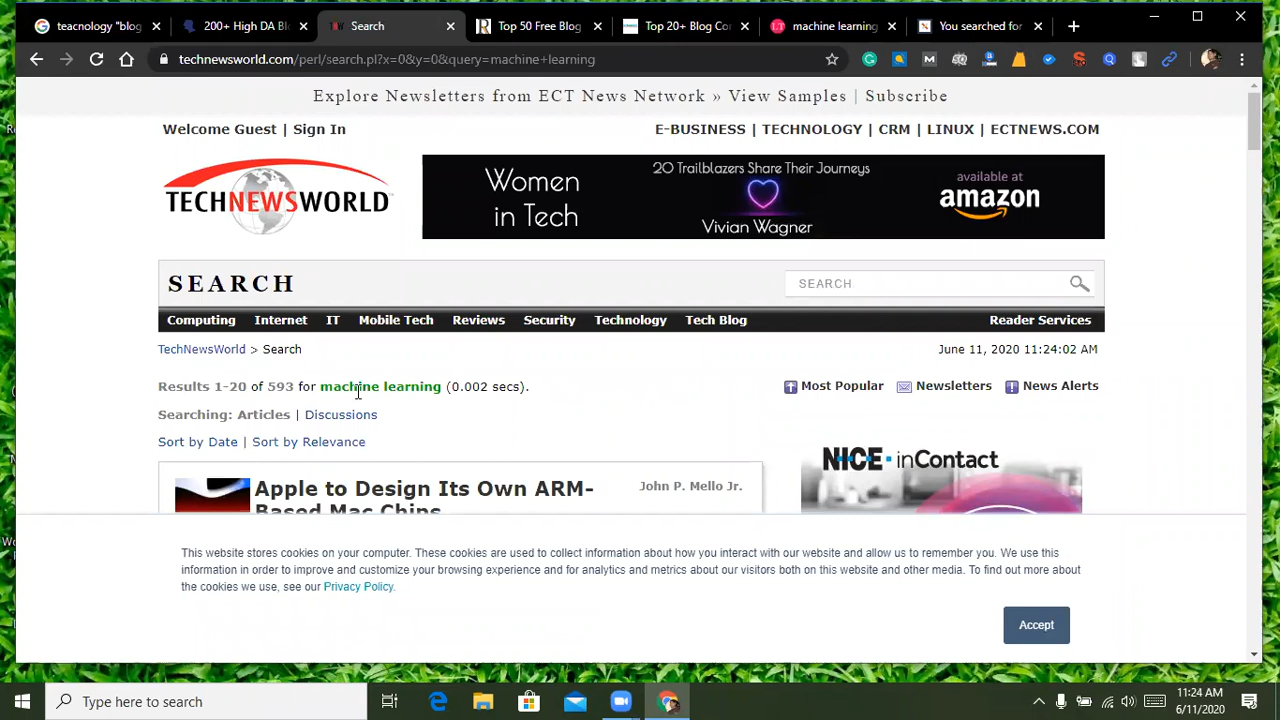 teacnology "blog
200+ High DA Blo
Search
Top 50 Free Blog
Top 20+ Blog Co
machine learning
You searched for
technewsworld.com/perl/search.pl?x=0&y=0&query=machine+learning
Explore Newsletters from ECT News Network » View Samples | Subscribe
Welcome Guest | Sign In
E-BUSINESS | TECHNOLOGY | CRM | LINUX | ECTNEWS.COM
TECHNEWSWORLD
Women
in Tech
20 Trailblazers Share Their Journeys
Vivian Wagner
available at
amazon
SEARCH
SEARCH
Computing Internet IT Mobile Tech Reviews Security Technology Tech Blog Reader Services
TechNewsWorld > Search
June 11, 2020 11:24:02 AM
Results 1-20 of 593 for machine learning (0.002 secs).
Most Popular Newsletters News Alerts
Searching: Articles | Discussions
Sort by Date | Sort by Relevance
Apple to Design Its Own ARM-
Based Mac Chips
John P. Mello Jr.
NICE inContact
This website stores cookies on your computer. These cookies are used to collect information about how you interact with our website and allow us to remember you. We use this
information in order to improve and customize your browsing experience and for analytics and metrics about our visitors both on this website and other media. To find out more about
the cookies we use, see our Privacy Policy.
Accept
Type here to search
11:24 AM
6/11/2020